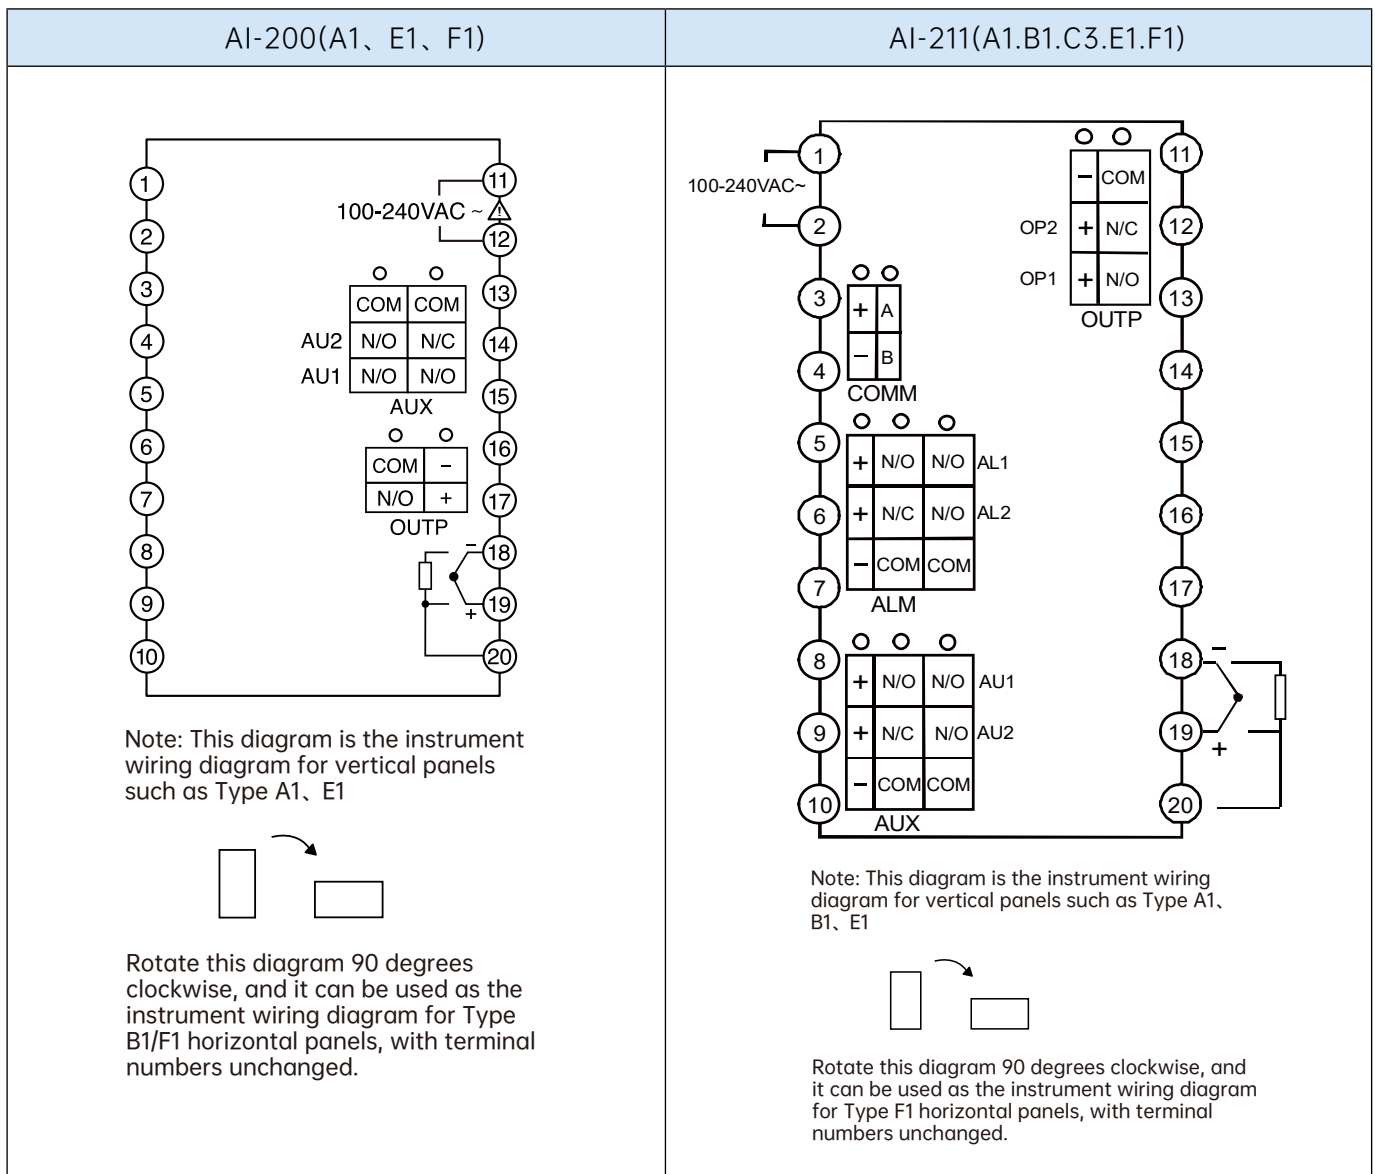 AI-200(A1、E1、F1)
AI-211(A1.B1.C3.E1.F1)
1
2
3
4
5
6
7
8
9
10
11
100-240VAC ~
12
13
14
15
16
17
18
19
20
COM COM
AU2 N/O N/C
AU1 N/O N/O
AUX
COM −
N/O +
OUTP
−
+
Note: This diagram is the instrument
wiring diagram for vertical panels
such as Type A1、E1
Rotate this diagram 90 degrees
clockwise, and it can be used as the
instrument wiring diagram for Type
B1/F1 horizontal panels, with terminal
numbers unchanged.
1
100-240VAC~
2
3
4
5
6
7
8
9
10
+ A
− B
COMM
+ N/O N/O AL1
+ N/C N/O AL2
− COM COM
ALM
+ N/O N/O AU1
+ N/C N/O AU2
− COM COM
AUX
− COM
OP2 + N/C
OP1 + N/O
OUTP
11
12
13
14
15
16
17
18
19
20
−
+
Note: This diagram is the instrument wiring
diagram for vertical panels such as Type A1、
B1、E1
Rotate this diagram 90 degrees clockwise, and
it can be used as the instrument wiring diagram
for Type F1 horizontal panels, with terminal
numbers unchanged.